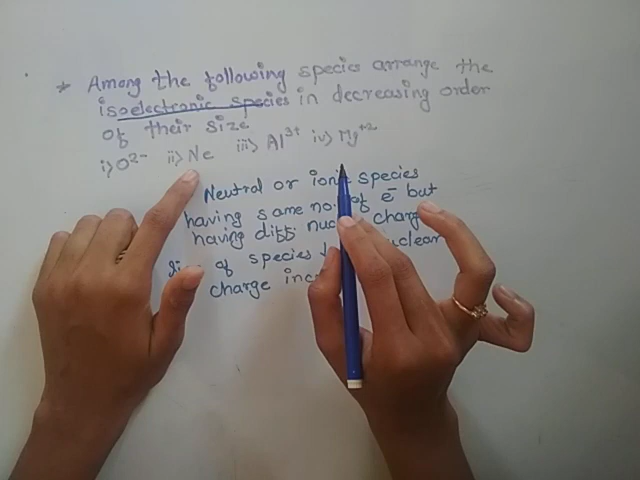 * Among the following species arrange the
isoelectronic species in decreasing order
of their size
i) O²⁻ ii) Ne iii) Al³⁺ iv) Mg⁺²
Neutral or ionic species
having same no. of e⁻ but
having diff nuclear charge
of species nuclear
charge